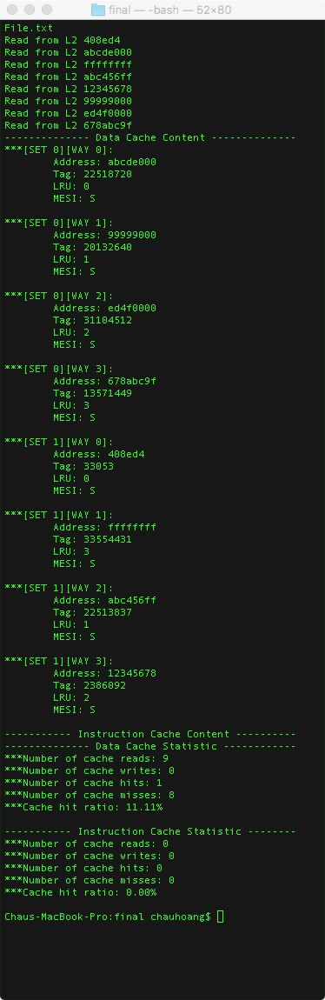 final — -bash — 52×80
File.txt
Read from L2 408ed4
Read from L2 abcde000
Read from L2 ffffffff
Read from L2 abc456ff
Read from L2 12345678
Read from L2 99999000
Read from L2 ed4f0000
Read from L2 678abc9f
-------------- Data Cache Content --------------
***[SET 0][WAY 0]:
Address: abcde000
Tag: 22518720
LRU: 0
MESI: S
***[SET 0][WAY 1]:
Address: 99999000
Tag: 20132640
LRU: 1
MESI: S
***[SET 0][WAY 2]:
Address: ed4f0000
Tag: 31104512
LRU: 2
MESI: S
***[SET 0][WAY 3]:
Address: 678abc9f
Tag: 13571449
LRU: 3
MESI: S
***[SET 1][WAY 0]:
Address: 408ed4
Tag: 33053
LRU: 0
MESI: S
***[SET 1][WAY 1]:
Address: ffffffff
Tag: 33554431
LRU: 3
MESI: S
***[SET 1][WAY 2]:
Address: abc456ff
Tag: 22513837
LRU: 1
MESI: S
***[SET 1][WAY 3]:
Address: 12345678
Tag: 2386092
LRU: 2
MESI: S
----------- Instruction Cache Content ----------
-------------- Data Cache Statistic ------------
***Number of cache reads: 9
***Number of cache writes: 0
***Number of cache hits: 1
***Number of cache misses: 8
***Cache hit ratio: 11.11%
----------- Instruction Cache Statistic --------
***Number of cache reads: 0
***Number of cache writes: 0
***Number of cache hits: 0
***Number of cache misses: 0
***Cache hit ratio: 0.00%
Chaus-MacBook-Pro:final chauhoang$